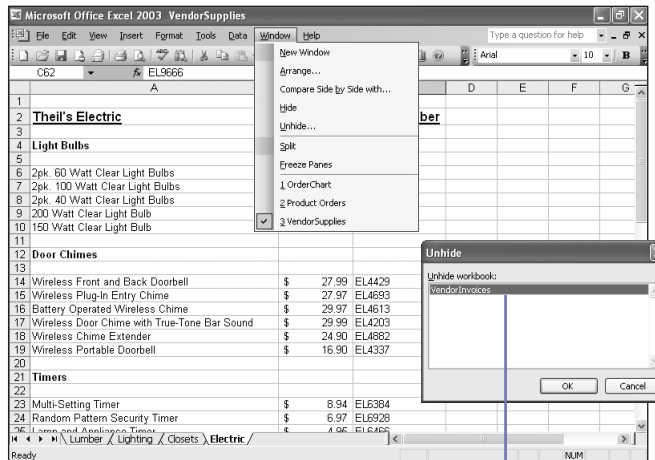 Microsoft Office Excel 2003 VendorSupplies
File Edit View Insert Format Tools Data Window Help
Type a question for help
Arial 10 B
C62 fx EL9666
A D E F G
New Window
Arrange...
Compare Side by Side with...
Hide
Unhide...
Split
Freeze Panes
1 OrderChart
2 Product Orders
3 VendorSupplies
1
2 Theil's Electric ber
3
4 Light Bulbs
5
6 2pk. 60 Watt Clear Light Bulbs
7 2pk. 100 Watt Clear Light Bulbs
8 2pk. 40 Watt Clear Light Bulbs
9 200 Watt Clear Light Bulb
10 150 Watt Clear Light Bulb
11
12 Door Chimes
13
14 Wireless Front and Back Doorbell $ 27.99 EL4429
15 Wireless Plug-In Entry Chime $ 27.97 EL4693
16 Battery Operated Wireless Chime $ 29.97 EL4613
17 Wireless Door Chime with True-Tone Bar Sound $ 29.99 EL4203
18 Wireless Chime Extender $ 24.90 EL4882
19 Wireless Portable Doorbell $ 16.90 EL4337
20
21 Timers
22
23 Multi-Setting Timer $ 8.94 EL6384
24 Random Pattern Security Timer $ 6.97 EL6928
25 Lamp and Appliance Timer $ 4.96 EL6466
Unhide
Unhide workbook:
VendorInvoices
OK Cancel
Lumber Lighting Closets Electric
Ready NUM